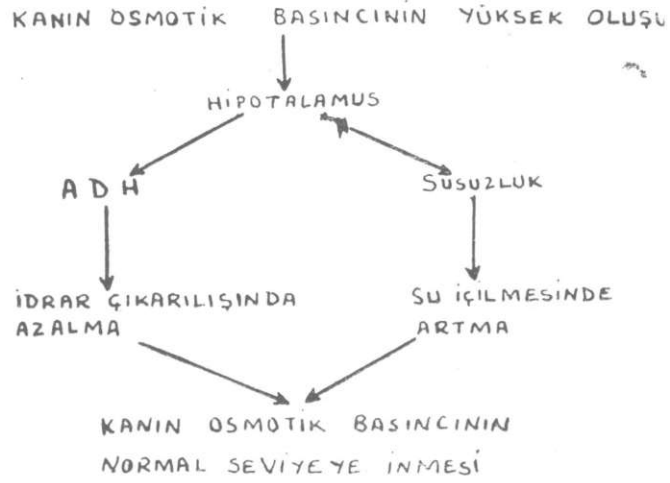 KANIN OSMOTİK BASINCININ YÜKSEK OLUŞU
HİPOTALAMUS
ADH
SUSUZLUK
İDRAR ÇIKARILIŞINDA
AZALMA
SU İÇİLMESİNDE
ARTMA
KANIN OSMOTİK BASINCININ
NORMAL SEVİYEYE İNMESİ